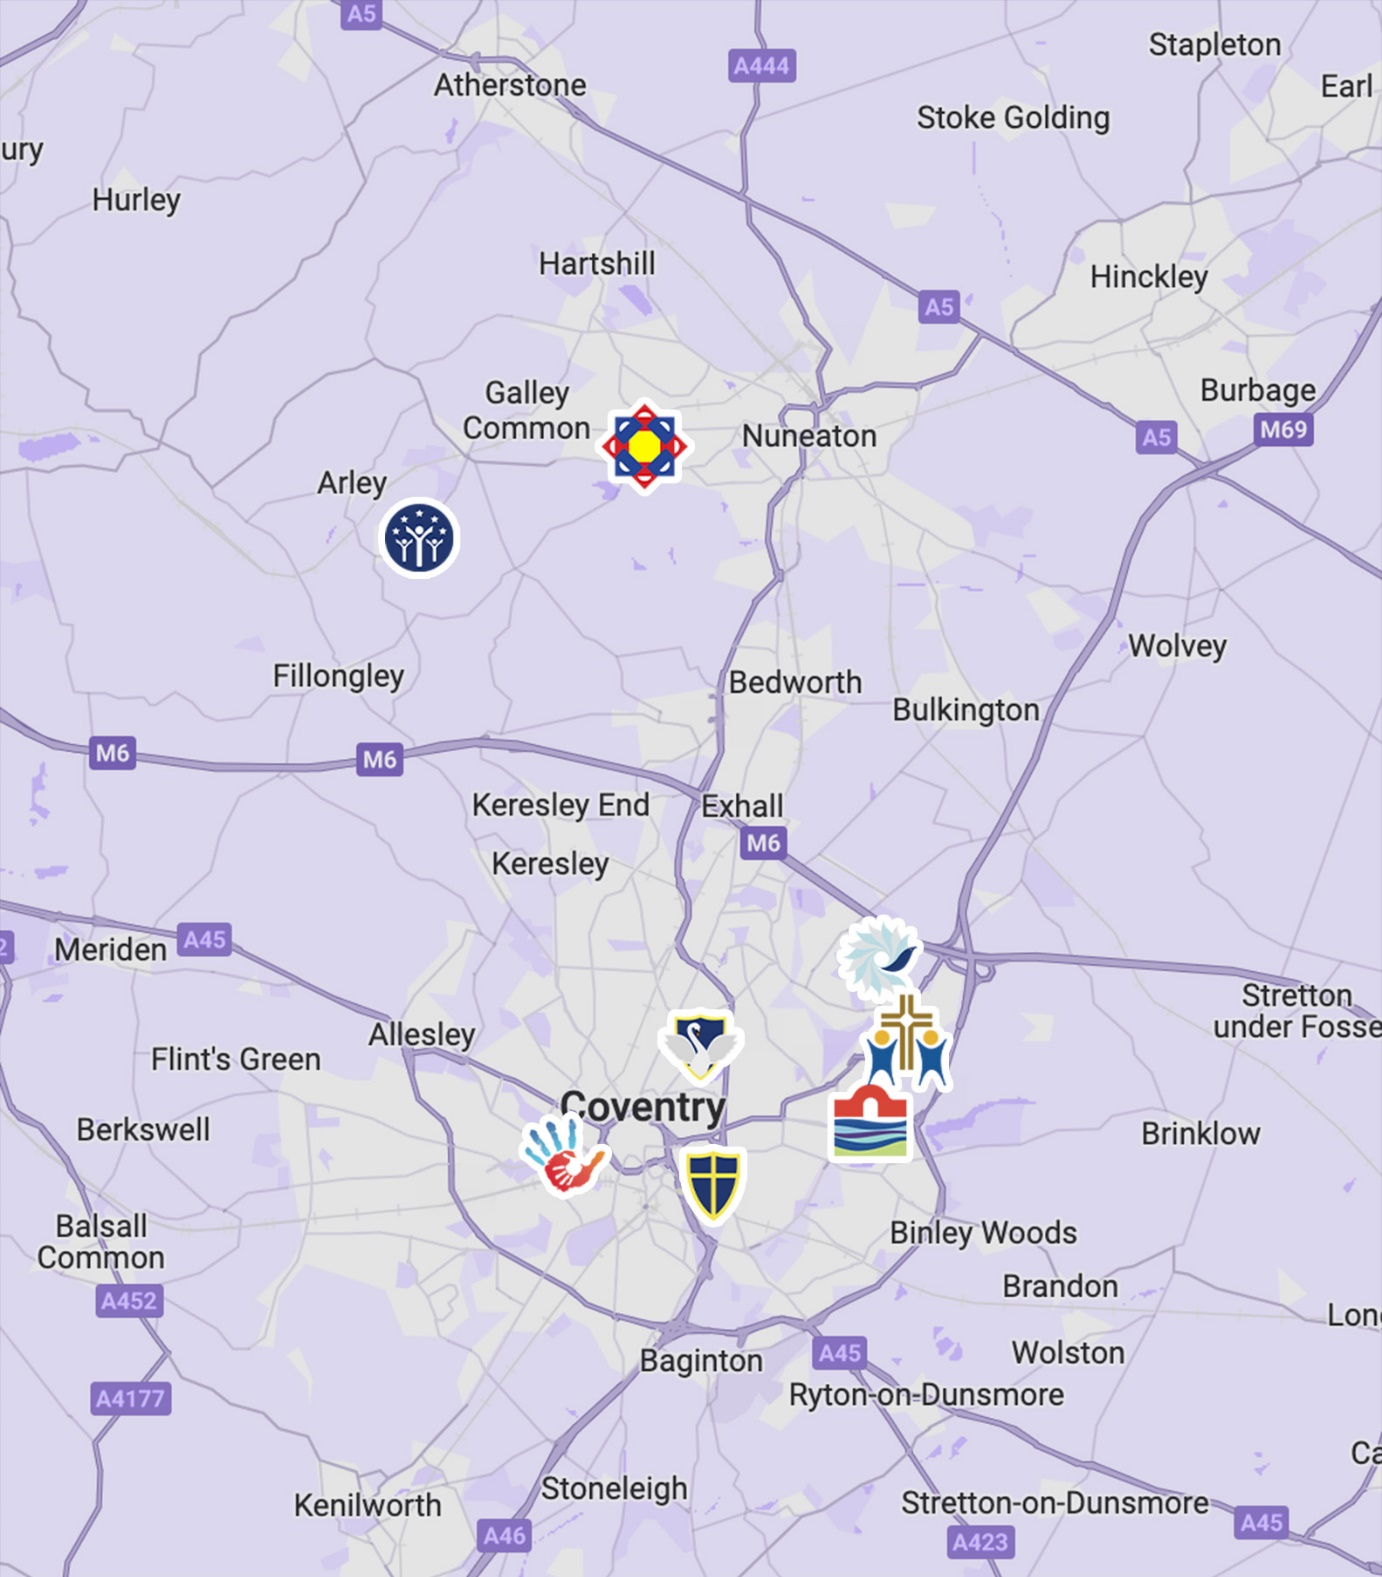 A5
Stapleton
A444
Atherstone
Earl
Stoke Golding
ury
Hurley
Hartshill
Hinckley
A5
Galley
Common
Burbage
M69
Nuneaton
A5
Arley
Wolvey
Fillongley
Bedworth
Bulkington
M6
M6
Keresley End
Exhall
M6
Keresley
2
Meriden
A45
Stretton
under Fosse
Allesley
Flint's Green
Coventry
Berkswell
Brinklow
Balsall
Common
Binley Woods
Brandon
A452
Lon
Wolston
A45
Baginton
Ryton-on-Dunsmore
A4177
Ca
Stoneleigh
Kenilworth
Stretton-on-Dunsmore
A45
A46
A423